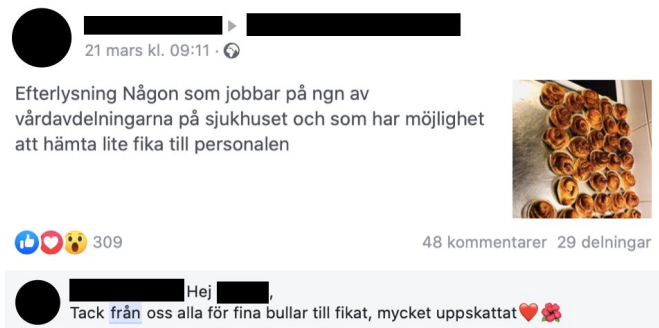 21 mars kl. 09:11 ·
Efterlysning Någon som jobbar på ngn av
vårdavdelningarna på sjukhuset och som har möjlighet
att hämta lite fika till personalen
309
48 kommentarer 29 delningar
Hej ,
Tack från oss alla för fina bullar till fikat, mycket uppskattat❤️🌺